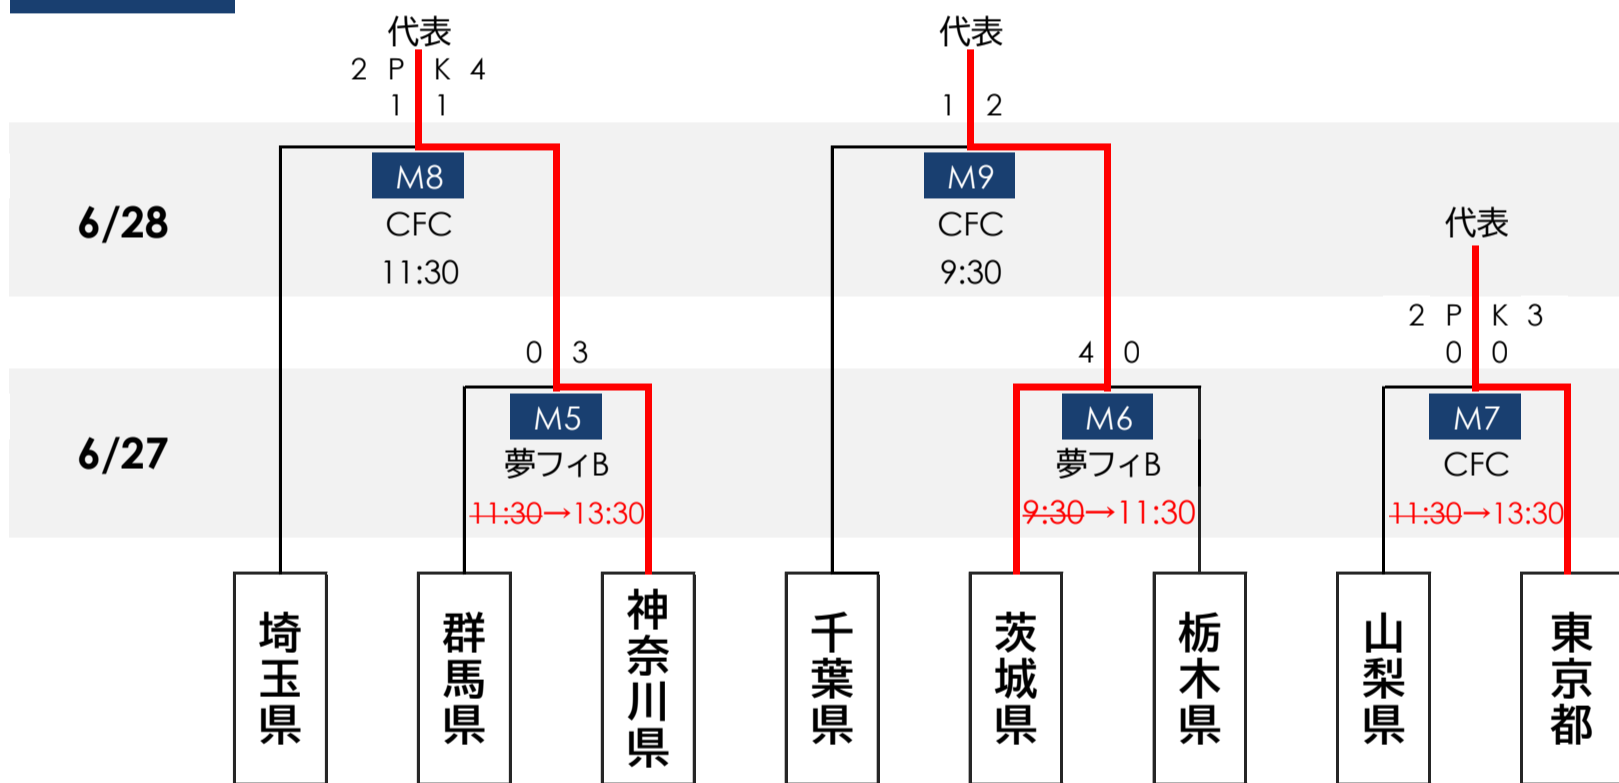 代表
代表
2 P K 4
1 1
1 2
M8
M9
6/28
CFC
CFC
代表
11:30
9:30
2 P K 3
0 3
4 0
0 0
M5
M6
M7
6/27
夢フィB
夢フィB
CFC
11:30→13:30
9:30→11:30
11:30→13:30
埼玉県
群馬県
神奈川県
千葉県
茨城県
栃木県
山梨県
東京都